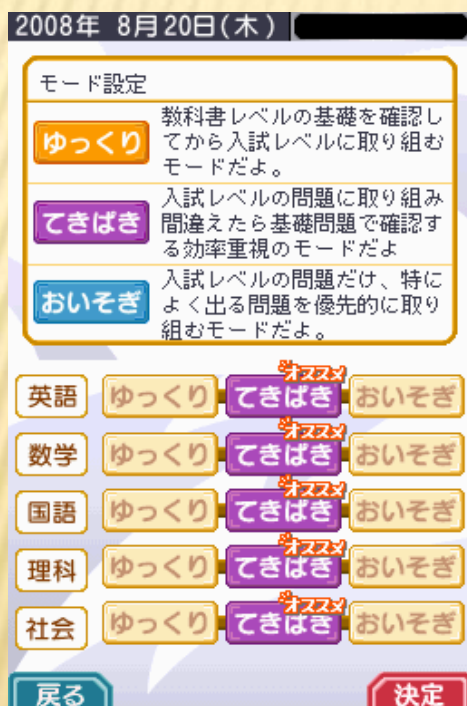 2008年 8月20日(木)
モード設定
ゆっくり
教科書レベルの基礎を確認し
てから入試レベルに取り組む
モードだよ。
てきぱき
入試レベルの問題に取り組み
間違えたら基礎問題で確認す
る効率重視のモードだよ
おいそぎ
入試レベルの問題だけ、特に
よく出る問題を優先的に取り
組むモードだよ。
オススメ
英語 ゆっくり てきぱき おいそぎ
オススメ
数学 ゆっくり てきぱき おいそぎ
オススメ
国語 ゆっくり てきぱき おいそぎ
オススメ
理科 ゆっくり てきぱき おいそぎ
オススメ
社会 ゆっくり てきぱき おいそぎ
戻る 決定